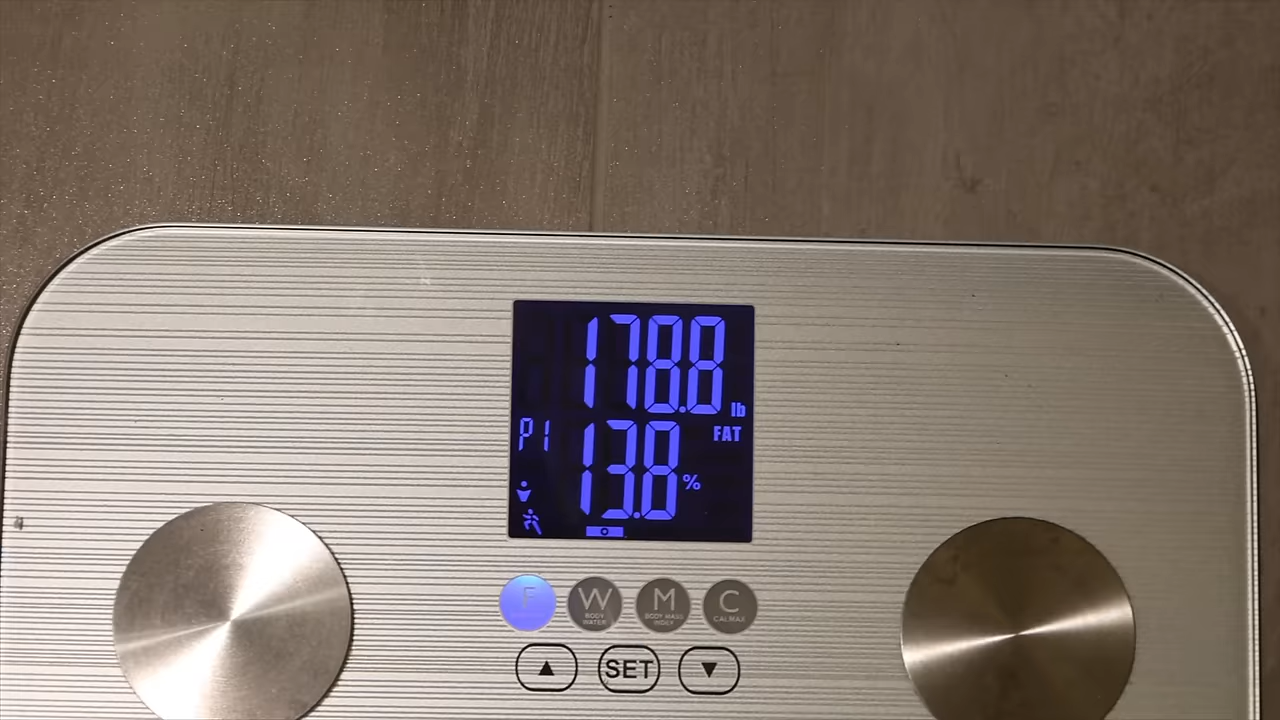 178.8 lb
P1 FAT
13.8 %
F W M C
BODY WATER BODY MASS INDEX CALMAX
▲ SET ▼